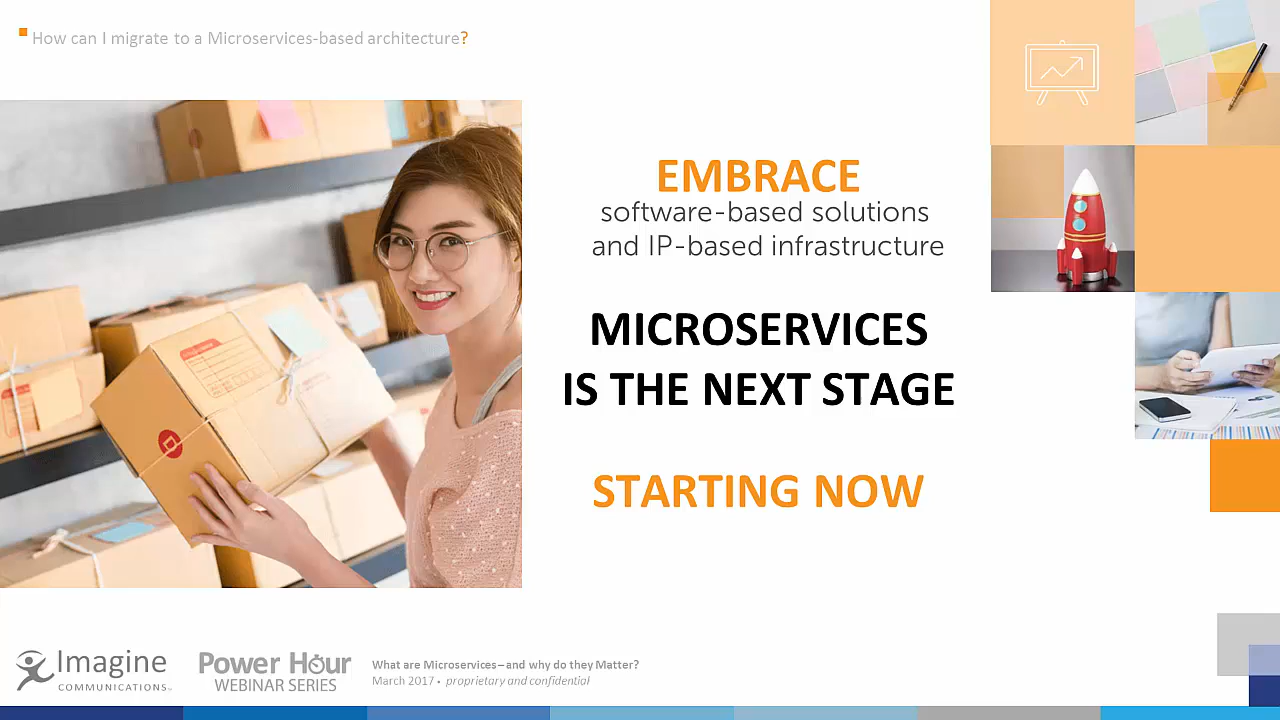 How can I migrate to a Microservices-based architecture?
EMBRACE
software-based solutions
and IP-based infrastructure
MICROSERVICES
IS THE NEXT STAGE
STARTING NOW
Imagine
COMMUNICATIONS
Power Hour
WEBINAR SERIES
What are Microservices–and why do they Matter?
March 2017 • proprietary and confidential